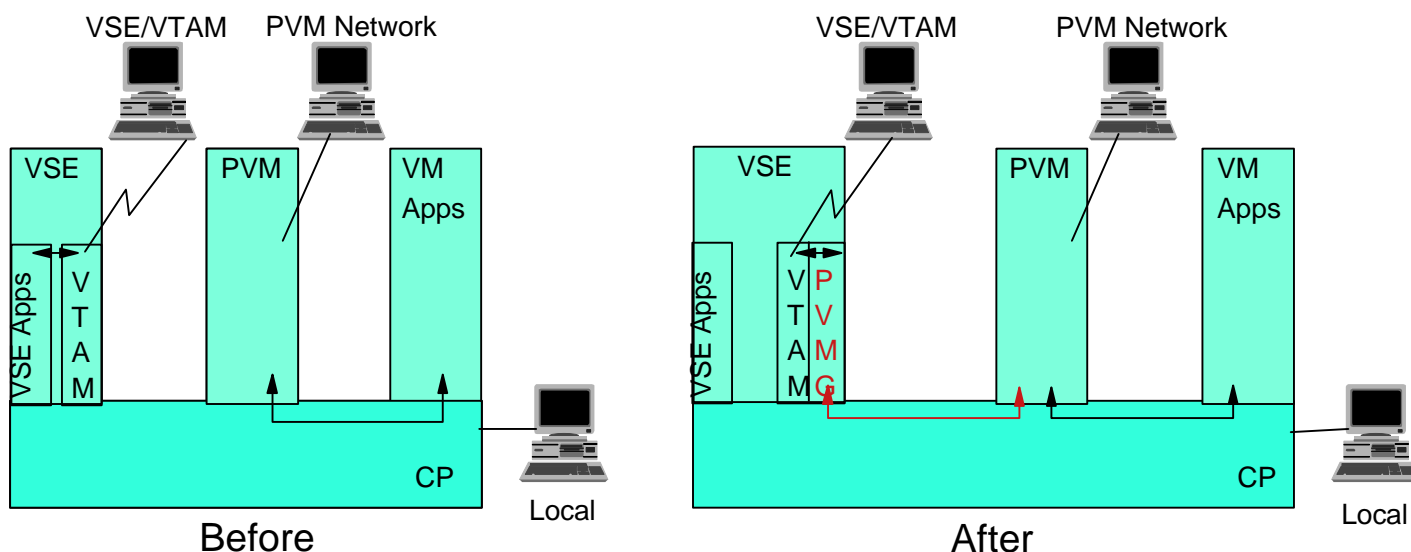 VSE/VTAM
PVM Network
VSE
PVM
VM
Apps
VSE Apps
V
T
A
M
CP
Local
Before
VSE/VTAM
PVM Network
VSE
PVM
VM
Apps
VSE Apps
V
T
A
M
P
V
M
G
CP
Local
After